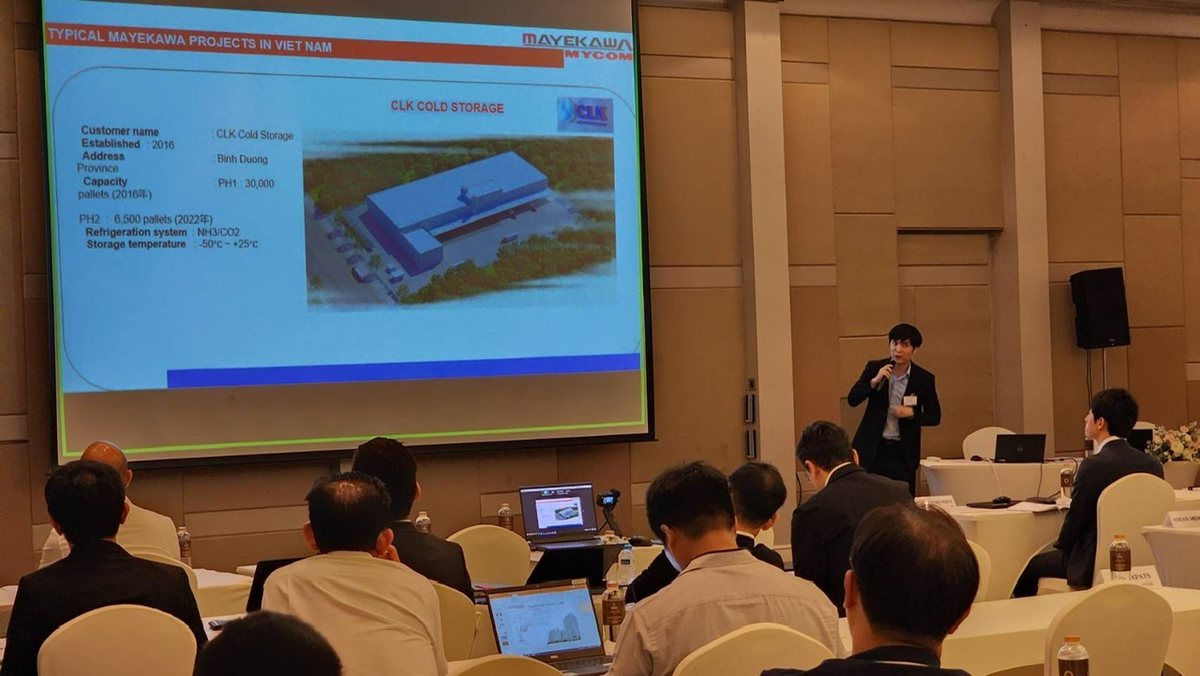 TYPICAL MAYEKAWA PROJECTS IN VIET NAM
MAYEKAWA
MYCOM
CLK COLD STORAGE
CLK
Customer name : CLK Cold Storage
Established : 2016
Address : Binh Duong
Province
Capacity : PH1 : 30,000
pallets (2016年)
PH2 : 6,500 pallets (2022年)
Refrigeration system : NH3/CO2
Storage temperature : -50℃ ~ +25℃